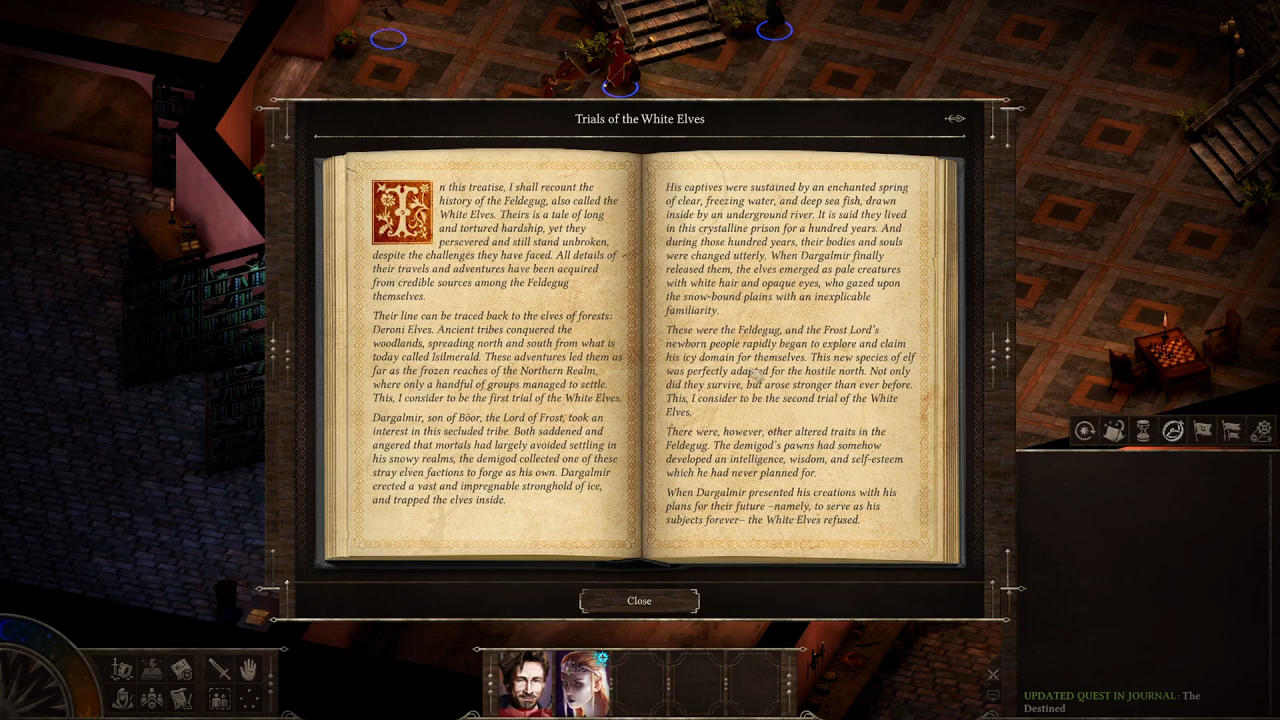 Trials of the White Elves
In this treatise, I shall recount the
history of the Feldegug, also called the
White Elves. Theirs is a tale of long
and tortured hardship, yet they
persevered and still stand unbroken,
despite the challenges they have faced. All details of
their travels and adventures have been acquired
from credible sources among the Feldegug
themselves.
Their line can be traced back to the elves of forests:
Deroni Elves. Ancient tribes conquered the
woodlands, spreading north and south from what is
today called Isilmerald. These adventures led them as
far as the frozen reaches of the Northern Realm,
where only a handful of groups managed to settle.
This, I consider to be the first trial of the White Elves.
Dargalmir, son of Böor, the Lord of Frost, took an
interest in this secluded tribe. Both saddened and
angered that mortals had largely avoided settling in
his snowy realms, the demigod collected one of these
stray elven factions to forge as his own. Dargalmir
erected a vast and impregnable stronghold of ice,
and trapped the elves inside.
His captives were sustained by an enchanted spring
of clear, freezing water, and deep sea fish, drawn
inside by an underground river. It is said they lived
in this crystalline prison for a hundred years. And
during those hundred years, their bodies and souls
were changed utterly. When Dargalmir finally
released them, the elves emerged as pale creatures
with white hair and opaque eyes, who gazed upon
the snow-bound plains with an inexplicable
familiarity.
These were the Feldegug, and the Frost Lord's
newborn people rapidly began to explore and claim
his icy domain for themselves. This new species of elf
was perfectly adapted for the hostile north. Not only
did they survive, but arose stronger than ever before.
This, I consider to be the second trial of the White
Elves.
There were, however, other altered traits in the
Feldegug. The demigod's pawns had somehow
developed an intelligence, wisdom, and self-esteem
which he had never planned for.
When Dargalmir presented his creations with his
plans for their future –namely, to serve as his
subjects forever– the White Elves refused.
Close
UPDATED QUEST IN JOURNAL: The
Destined